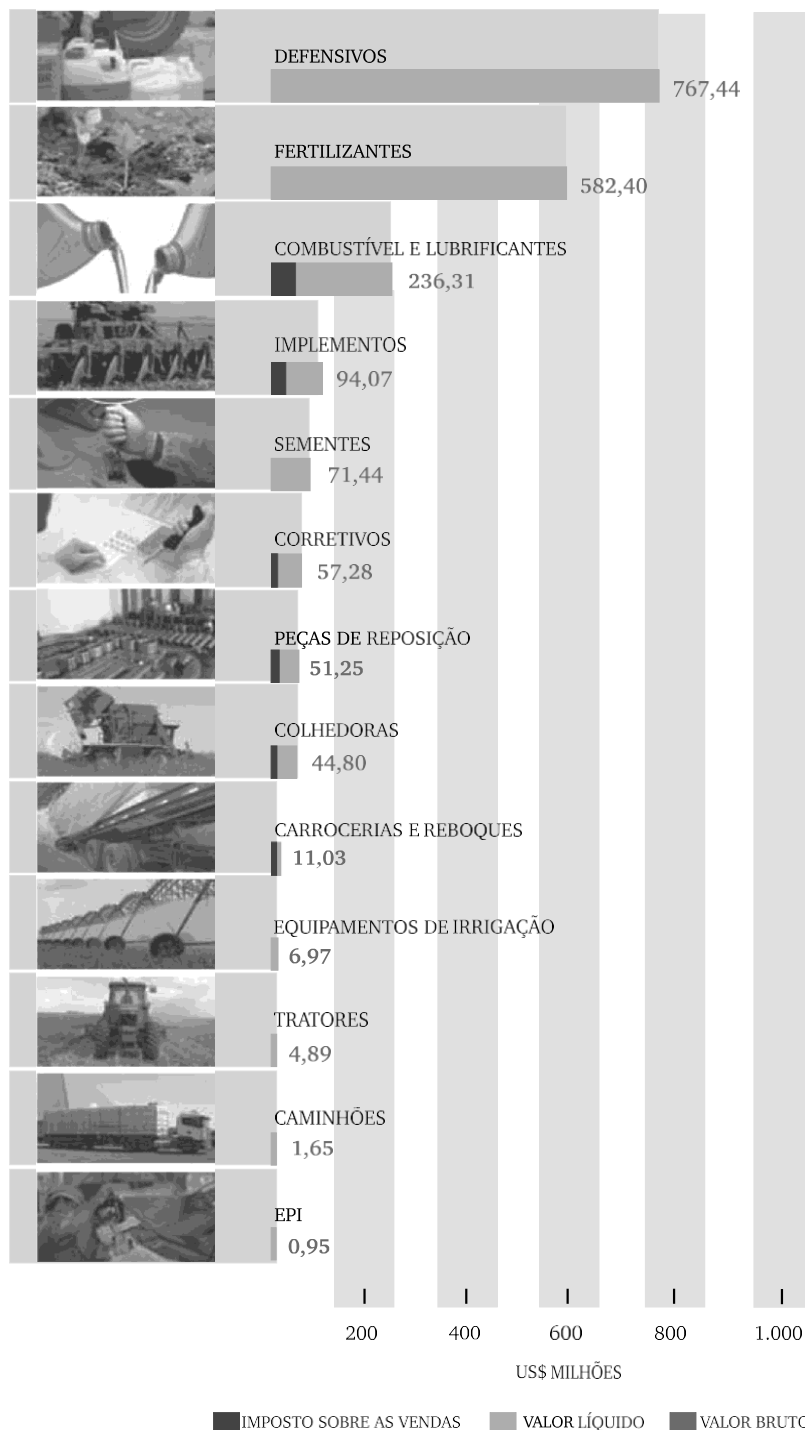 DEFENSIVOS
767,44
FERTILIZANTES
582,40
COMBUSTÍVEL E LUBRIFICANTES
236,31
IMPLEMENTOS
94,07
SEMENTES
71,44
CORRETIVOS
57,28
PEÇAS DE REPOSIÇÃO
51,25
COLHEDORAS
44,80
CARROCERIAS E REBOQUES
11,03
EQUIPAMENTOS DE IRRIGAÇÃO
6,97
TRATORES
4,89
CAMINHÕES
1,65
EPI
0,95
200 400 600 800 1.000
US$ MILHÕES
IMPOSTO SOBRE AS VENDAS VALOR LÍQUIDO VALOR BRUTO